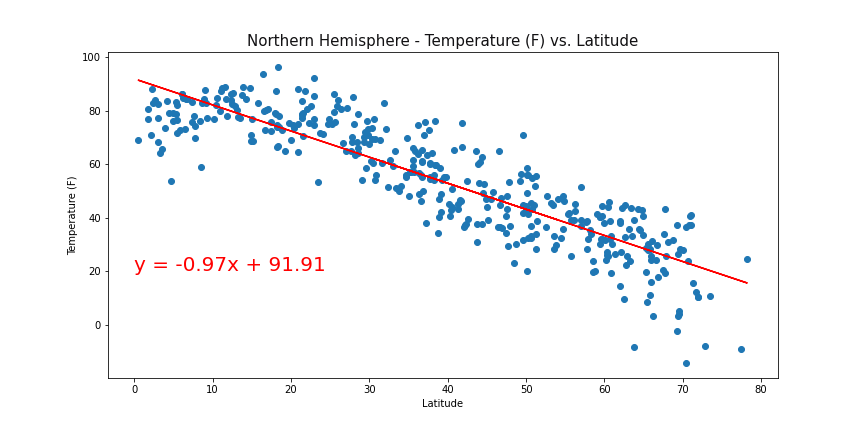 Northern Hemisphere - Temperature (F) vs. Latitude
100
80
60
40
20
0
Temperature (F)
y = -0.97x + 91.91
0 10 20 30 40 50 60 70 80
Latitude